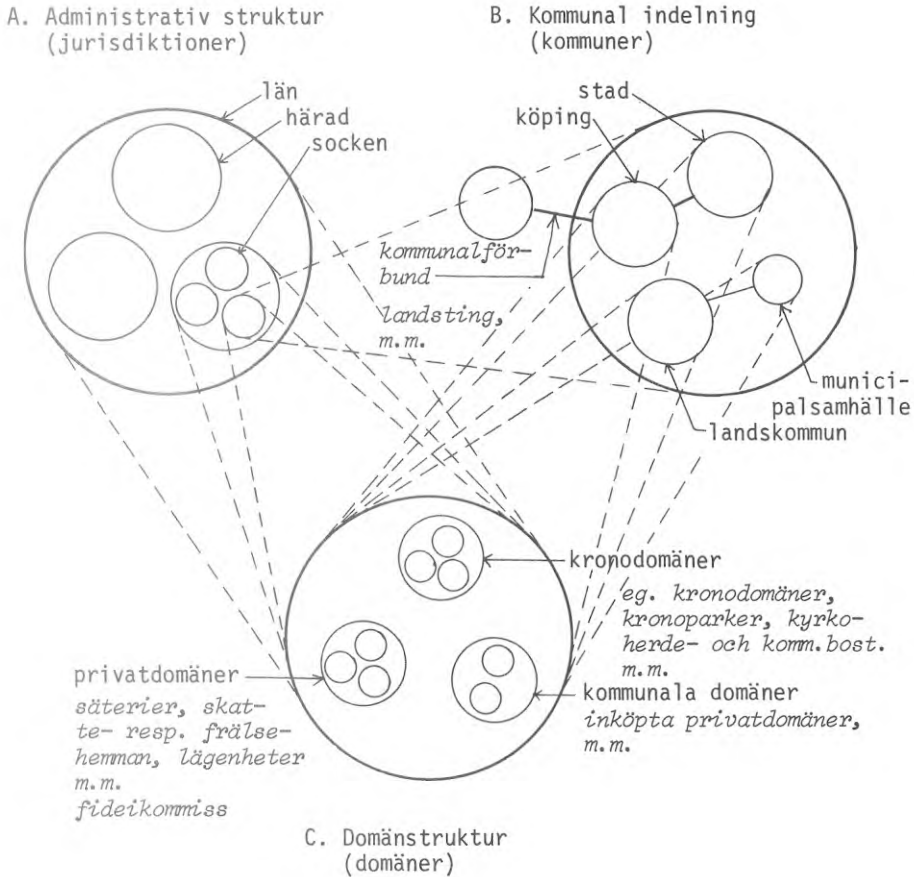 A. Administrativ struktur
(jurisdiktioner)
B. Kommunal indelning
(kommuner)
län
härad
socken
stad
köping
kommunalför-
bund
landsting,
m.m.
munici-
palsamhälle
landskommun
kronodomäner
eg. kronodomäner,
kronoparker, kyrko-
herde- och komm.bost.
m.m.
privatdomäner
säterier, skat-
te- resp. frälse-
hemman, lägenheter
m.m.
fideikommiss
kommunala domäner
inköpta privatdomäner,
m.m.
C. Domänstruktur
(domäner)